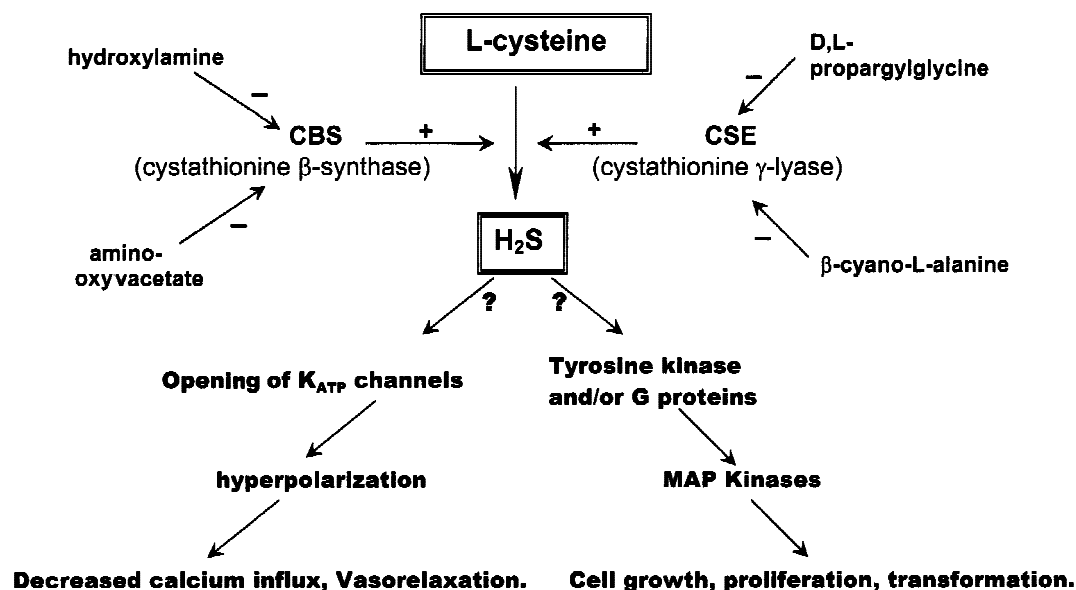 L-cysteine
hydroxylamine
D,L-
propargylglycine
−
−
CBS
+
+
CSE
(cystathionine β-synthase)
(cystathionine γ-lyase)
−
−
amino-
oxyvacetate
H₂S
β-cyano-L-alanine
?
?
Opening of K_ATP channels
Tyrosine kinase
and/or G proteins
hyperpolarization
MAP Kinases
Decreased calcium influx, Vasorelaxation.
Cell growth, proliferation, transformation.